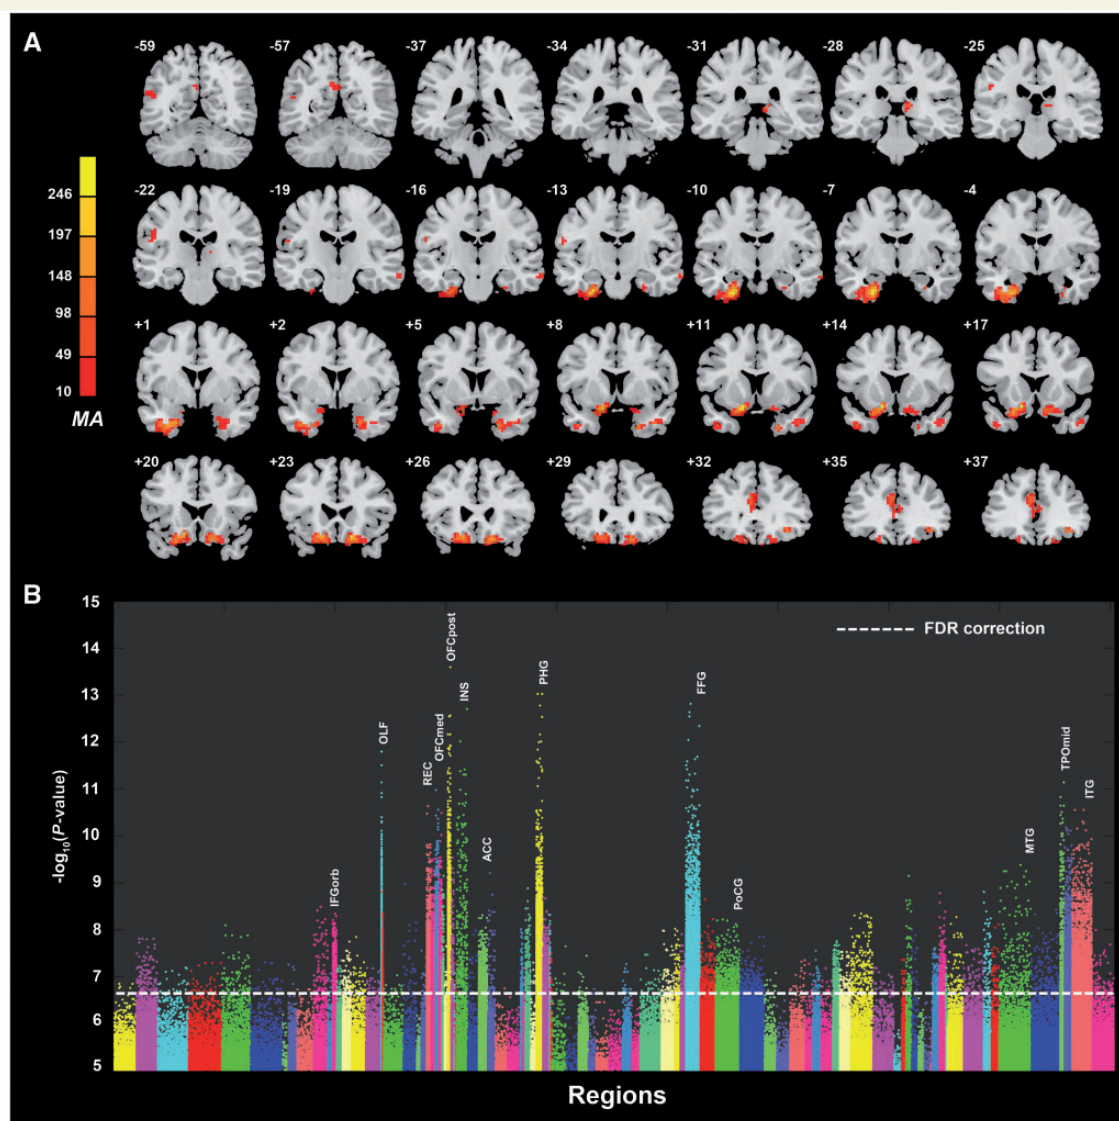 A
-59 -57 -37 -34 -31 -28 -25
-22 -19 -16 -13 -10 -7 -4
+1 +2 +5 +8 +11 +14 +17
+20 +23 +26 +29 +32 +35 +37
246
197
148
98
49
10
MA
B
15
14
13
12
11
10
9
8
7
6
5
-log10(P-value)
FDR correction
IFGorb
OLF
REC
OFCmed
OFCpost
INS
ACC
PHG
FFG
PoCG
MTG
TPOmid
ITG
Regions